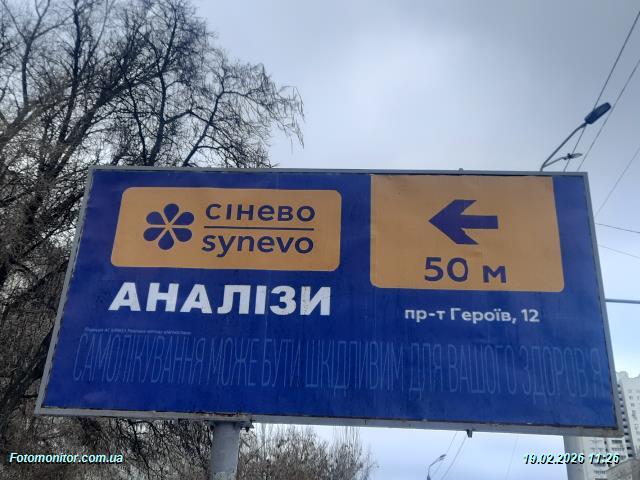 сінево
synevo
50 м
АНАЛІЗИ
пр-т Героїв, 12
САМОЛІКУВАННЯ МОЖЕ БУТИ ШКІДЛИВИМ ДЛЯ ВАШОГО ЗДОРОВ'Я
Fotomonitor.com.ua
19.02.2026 11:26